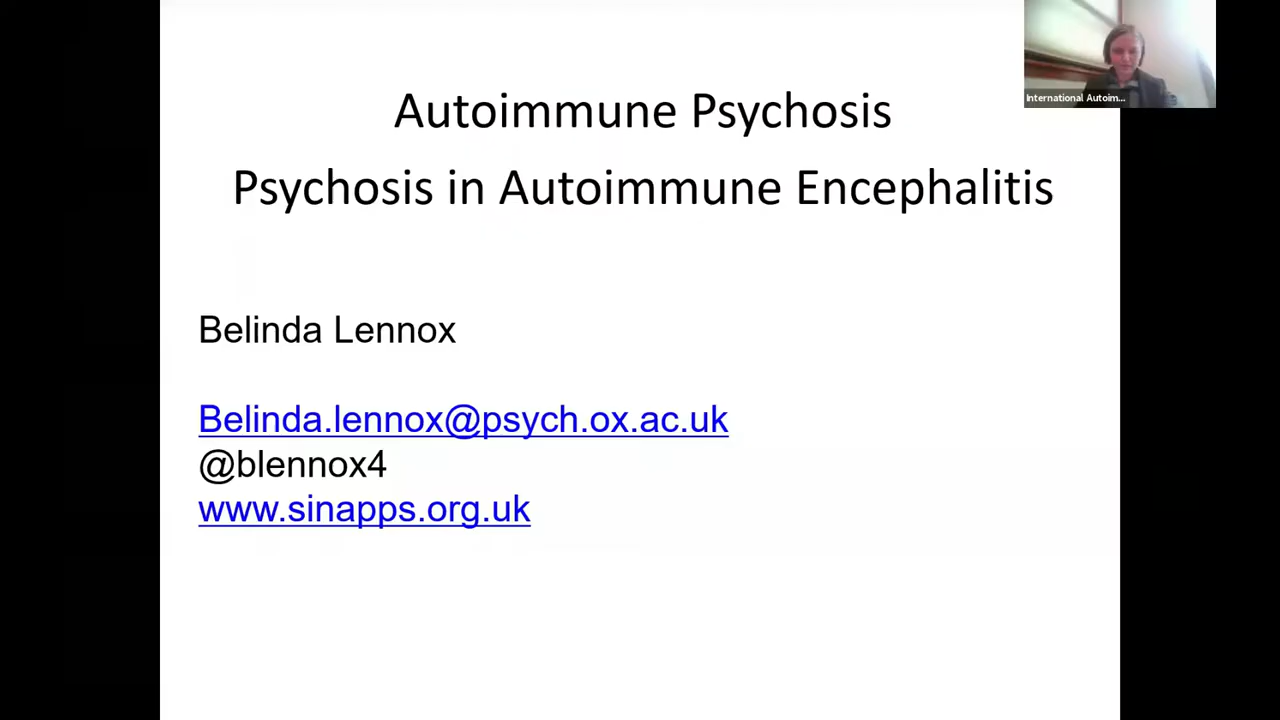 Autoimmune Psychosis
Psychosis in Autoimmune Encephalitis
International Autoim...
Belinda Lennox
Belinda.lennox@psych.ox.ac.uk
@blennox4
www.sinapps.org.uk